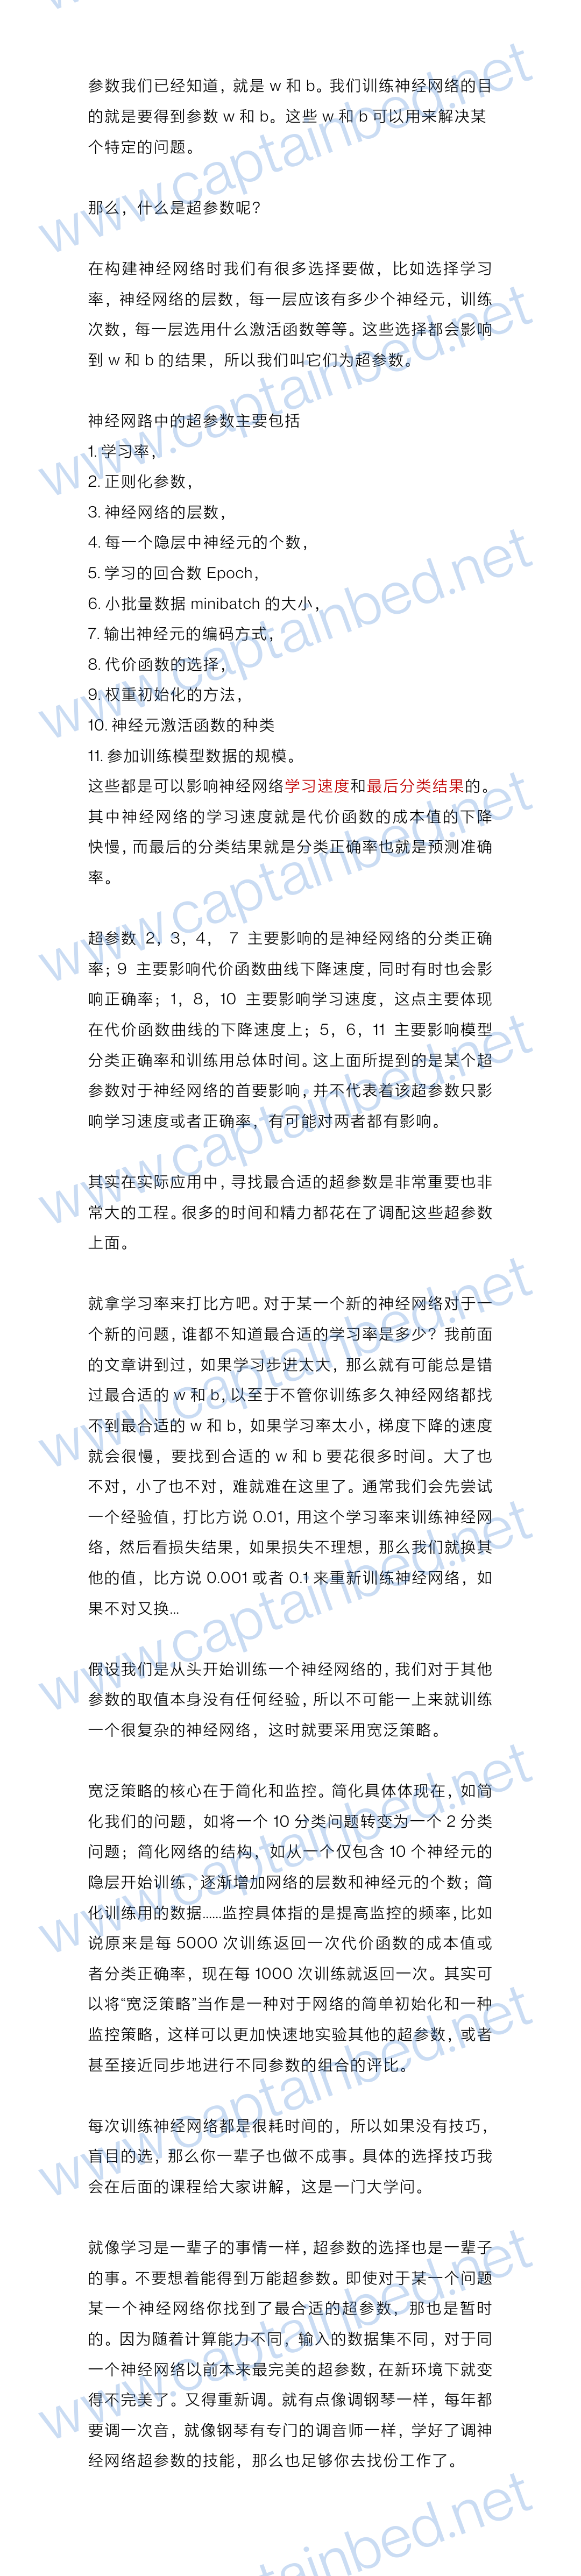 参数我们已经知道，就是 w 和 b。我们训练神经网络的目
的就是要得到参数 w 和 b。这些 w 和 b 可以用来解决某
个特定的问题。
那么，什么是超参数呢？
在构建神经网络时我们有很多选择要做，比如选择学习
率，神经网络的层数，每一层应该有多少个神经元，训练
次数，每一层选用什么激活函数等等。这些选择都会影响
到 w 和 b 的结果，所以我们叫它们为超参数。
神经网路中的超参数主要包括
1. 学习率，
2. 正则化参数，
3. 神经网络的层数，
4. 每一个隐层中神经元的个数，
5. 学习的回合数 Epoch，
6. 小批量数据 minibatch 的大小，
7. 输出神经元的编码方式，
8. 代价函数的选择，
9. 权重初始化的方法，
10. 神经元激活函数的种类
11. 参加训练模型数据的规模。
这些都是可以影响神经网络学习速度和最后分类结果的。
其中神经网络的学习速度就是代价函数的成本值的下降
快慢，而最后的分类结果就是分类正确率也就是预测准确
率。
超参数 2，3，4， 7 主要影响的是神经网络的分类正确
率；9 主要影响代价函数曲线下降速度，同时有时也会影
响正确率；1，8，10 主要影响学习速度，这点主要体现
在代价函数曲线的下降速度上；5，6，11 主要影响模型
分类正确率和训练用总体时间。这上面所提到的是某个超
参数对于神经网络的首要影响，并不代表着该超参数只影
响学习速度或者正确率，有可能对两者都有影响。
其实在实际应用中，寻找最合适的超参数是非常重要也非
常大的工程。很多的时间和精力都花在了调配这些超参数
上面。
就拿学习率来打比方吧。对于某一个新的神经网络对于一
个新的问题，谁都不知道最合适的学习率是多少？我前面
的文章讲到过，如果学习步进太大，那么就有可能总是错
过最合适的 w 和 b，以至于不管你训练多久神经网络都找
不到最合适的 w 和 b，如果学习率太小，梯度下降的速度
就会很慢，要找到合适的 w 和 b 要花很多时间。大了也
不对，小了也不对，难就难在这里了。通常我们会先尝试
一个经验值，打比方说 0.01，用这个学习率来训练神经网
络，然后看损失结果，如果损失不理想，那么我们就换其
他的值，比方说 0.001 或者 0.1 来重新训练神经网络，如
果不对又换...
假设我们是从头开始训练一个神经网络的，我们对于其他
参数的取值本身没有任何经验，所以不可能一上来就训练
一个很复杂的神经网络，这时就要采用宽泛策略。
宽泛策略的核心在于简化和监控。简化具体体现在，如简
化我们的问题，如将一个 10 分类问题转变为一个 2 分类
问题；简化网络的结构，如从一个仅包含 10 个神经元的
隐层开始训练，逐渐增加网络的层数和神经元的个数；简
化训练用的数据......监控具体指的是提高监控的频率，比如
说原来是每 5000 次训练返回一次代价函数的成本值或
者分类正确率，现在每 1000 次训练就返回一次。其实可
以将“宽泛策略”当作是一种对于网络的简单初始化和一种
监控策略，这样可以更加快速地实验其他的超参数，或者
甚至接近同步地进行不同参数的组合的评比。
每次训练神经网络都是很耗时间的，所以如果没有技巧，
盲目的选，那么你一辈子也做不成事。具体的选择技巧我
会在后面的课程给大家讲解，这是一门大学问。
就像学习是一辈子的事情一样，超参数的选择也是一辈子
的事。不要想着能得到万能超参数。即使对于某一个问题
某一个神经网络你找到了最合适的超参数，那也是暂时
的。因为随着计算能力不同，输入的数据集不同，对于同
一个神经网络以前本来最完美的超参数，在新环境下就变
得不完美了。又得重新调。就有点像调钢琴一样，每年都
要调一次音，就像钢琴有专门的调音师一样，学好了调神
经网络超参数的技能，那么也足够你去找份工作了。
www.captainbed.net
www.captainbed.net
www.captainbed.net
www.captainbed.net
www.captainbed.net
www.captainbed.net
www.captainbed.net
www.captainbed.net
www.captainbed.net
www.captainbed.net